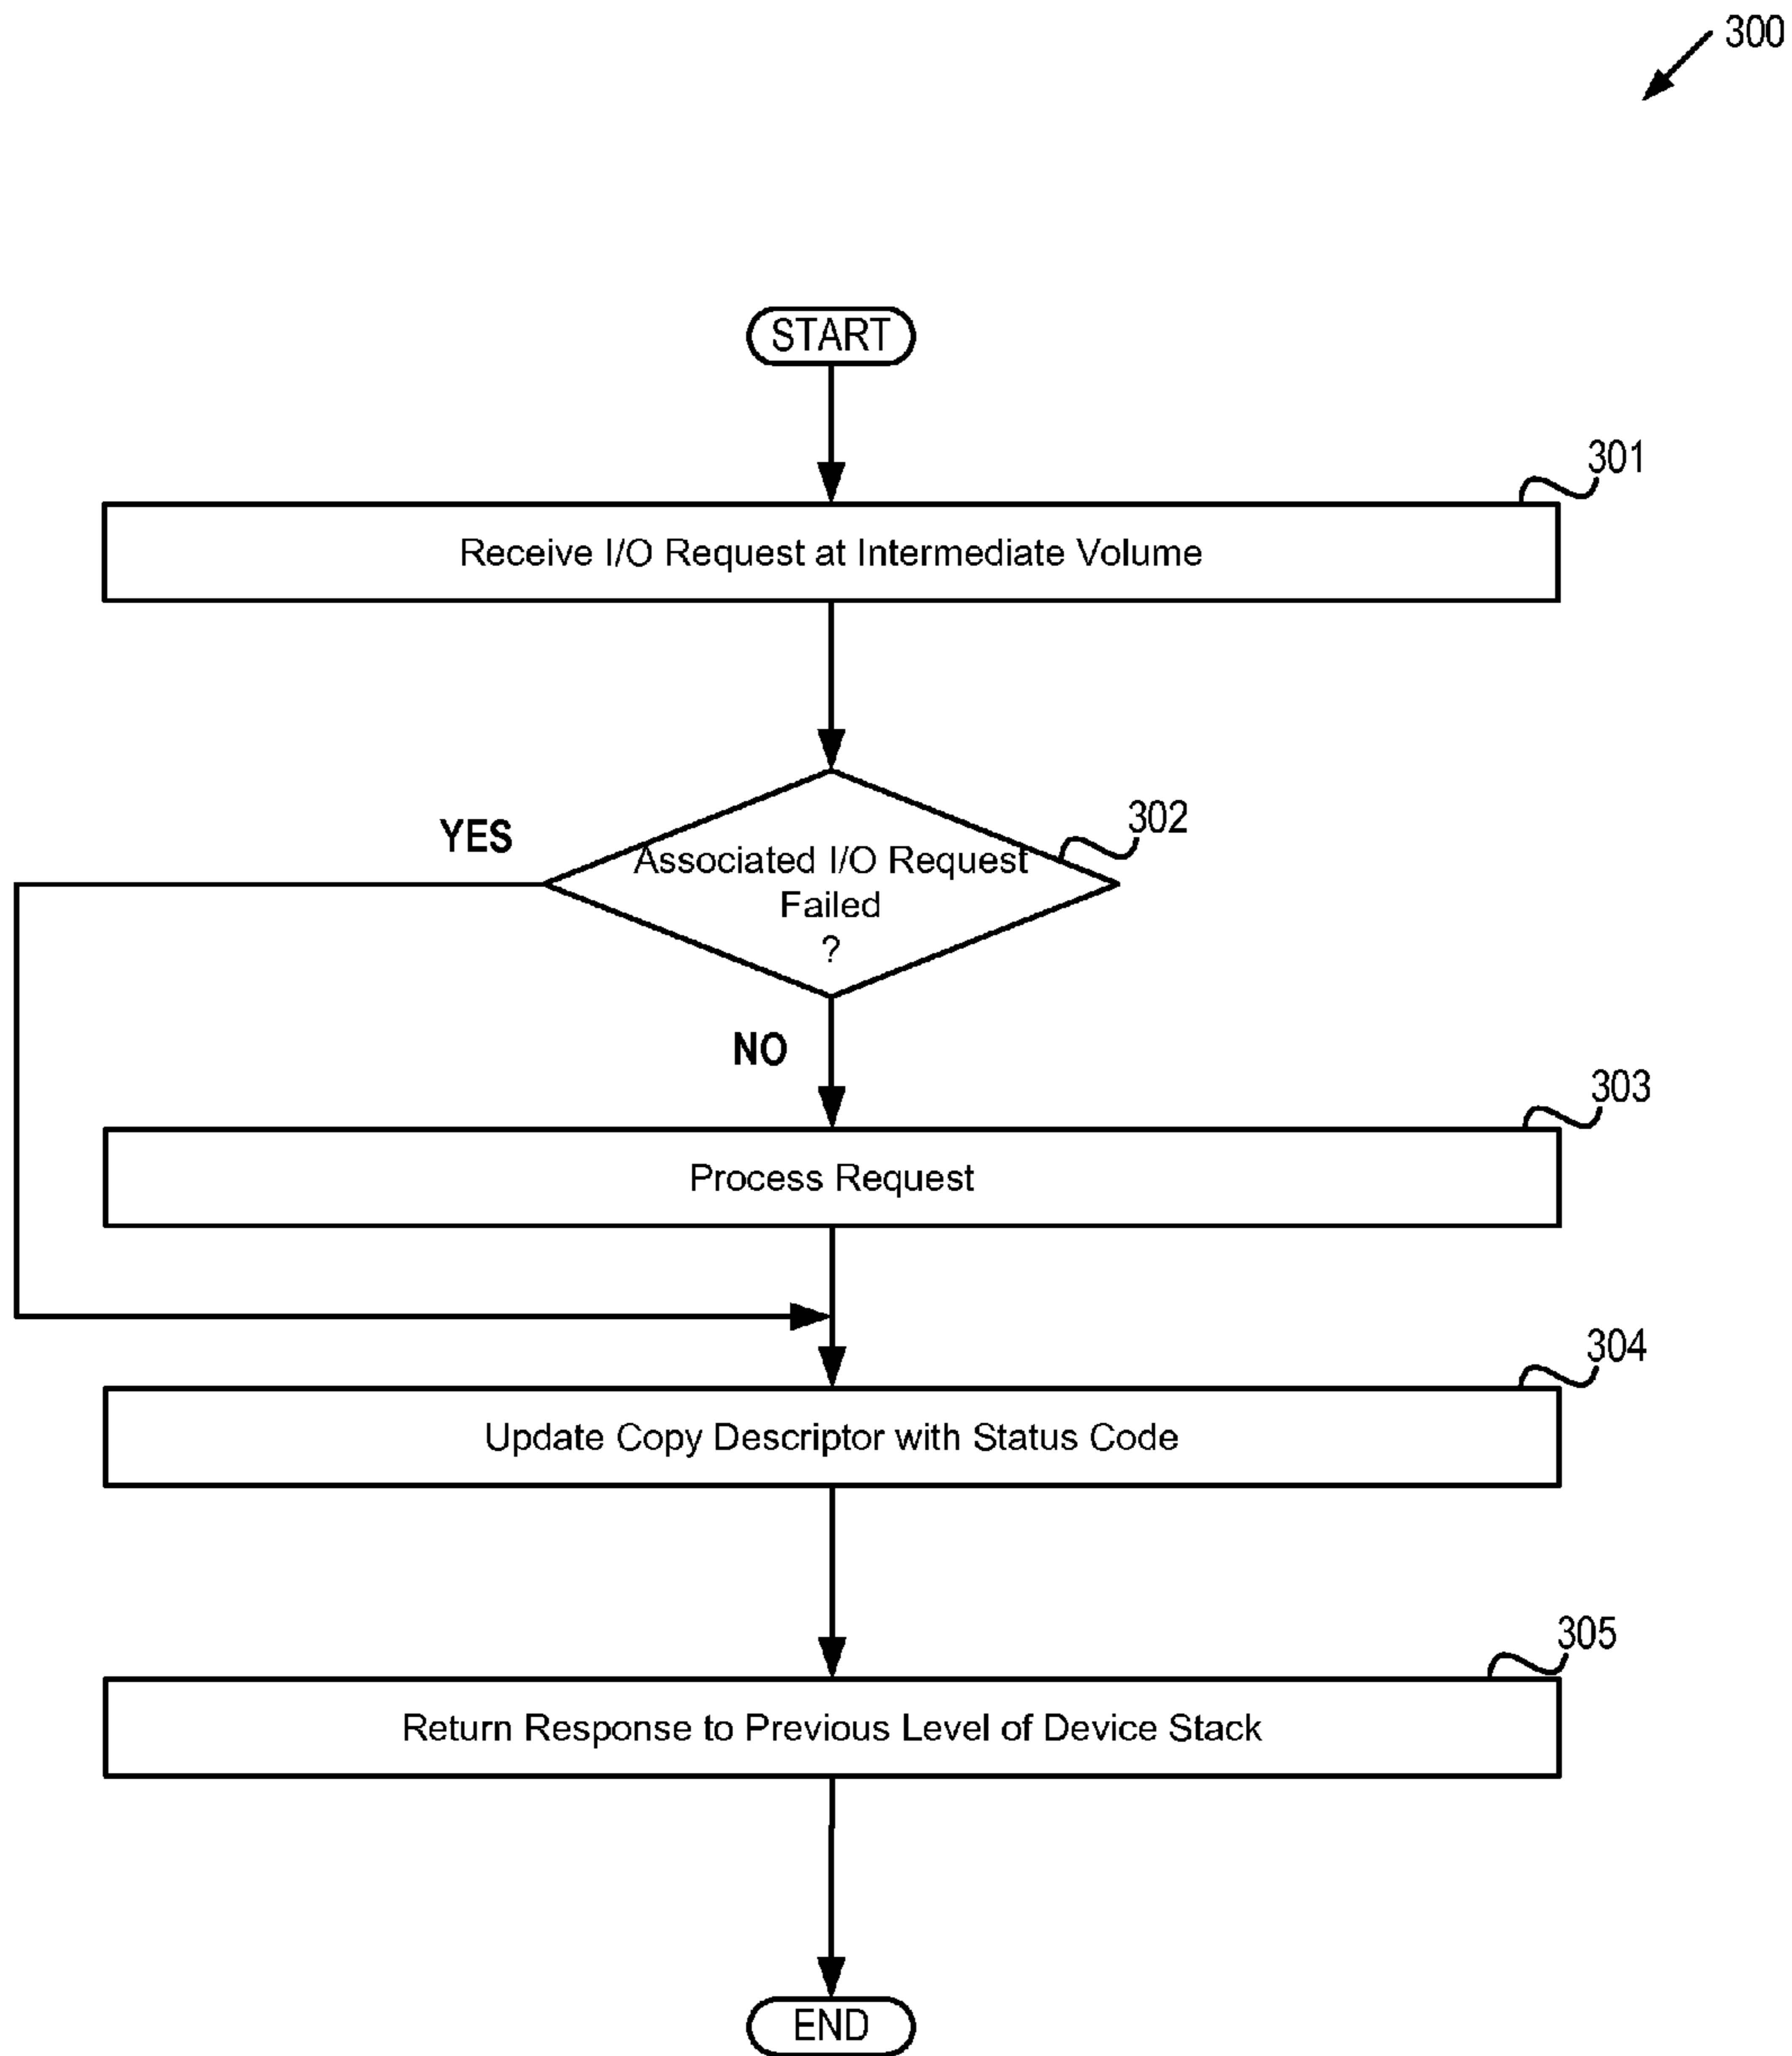 300
START
301
Receive I/O Request at Intermediate Volume
302
YES
Associated I/O Request
Failed
?
NO
303
Process Request
304
Update Copy Descriptor with Status Code
305
Return Response to Previous Level of Device Stack
END